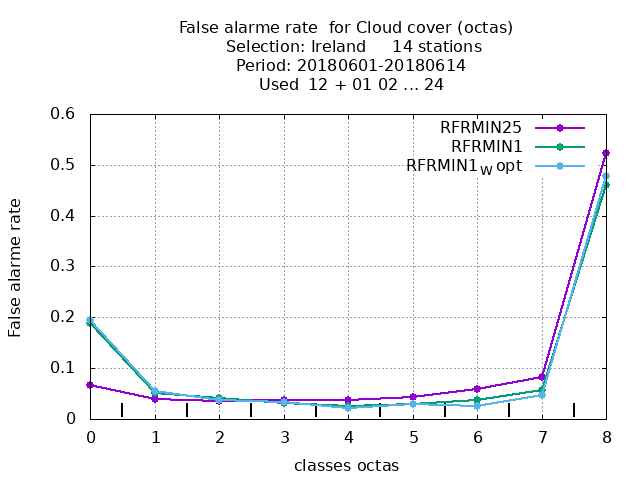 False alarme rate  for Cloud cover (octas)
Selection: Ireland     14 stations
Period: 20180601-20180614
Used  12 + 01 02 ... 24
RFRMIN25
RFRMIN1
RFRMIN1w opt
False alarme rate
0.6
0.5
0.4
0.3
0.2
0.1
0
0 1 2 3 4 5 6 7 8
classes octas